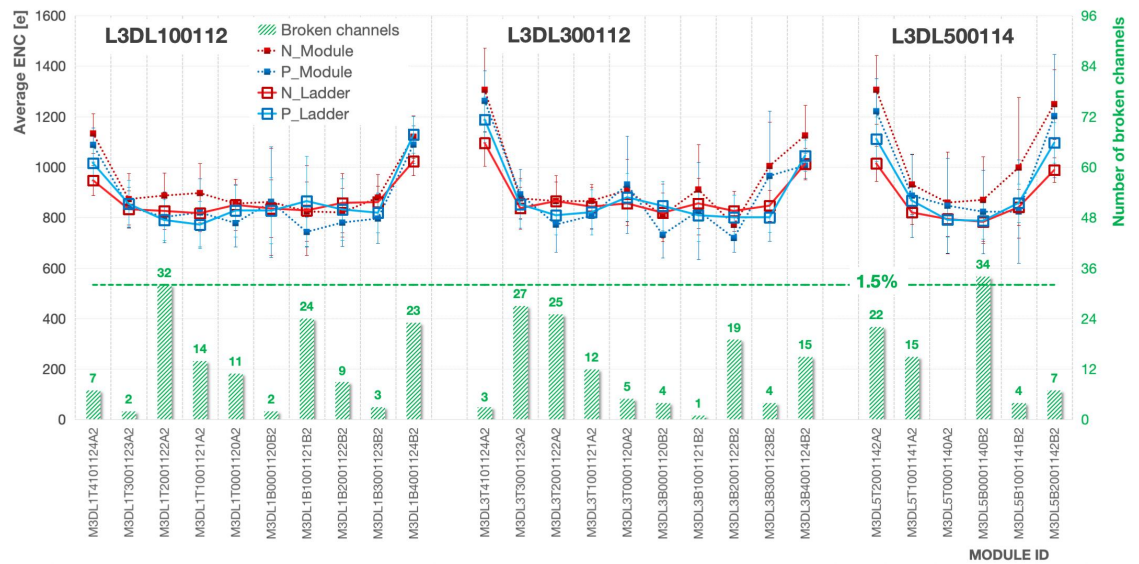 Average ENC [e]
1600
1400
1200
1000
800
600
400
200
0
L3DL100112
L3DL300112
L3DL500114
Broken channels
N_Module
P_Module
N_Ladder
P_Ladder
96
84
72
60
48
36
24
12
0
Number of broken channels
1.5%
7
2
32
14
11
2
24
9
3
23
3
27
25
12
5
4
1
19
4
15
22
15
34
4
7
M3DL1T4101124A2
M3DL1T3001123A2
M3DL1T2001122A2
M3DL1T1001121A2
M3DL1T0001120A2
M3DL1B0001120B2
M3DL1B1001121B2
M3DL1B2001122B2
M3DL1B3001123B2
M3DL1B4001124B2
M3DL3T4101124A2
M3DL3T3001123A2
M3DL3T2001122A2
M3DL3T1001121A2
M3DL3T0001120A2
M3DL3B0001120B2
M3DL3B1001121B2
M3DL3B2001122B2
M3DL3B3001123B2
M3DL3B4001124B2
M3DL5T2001142A2
M3DL5T1001141A2
M3DL5T0001140A2
M3DL5B0001140B2
M3DL5B1001141B2
M3DL5B2001142B2
MODULE ID